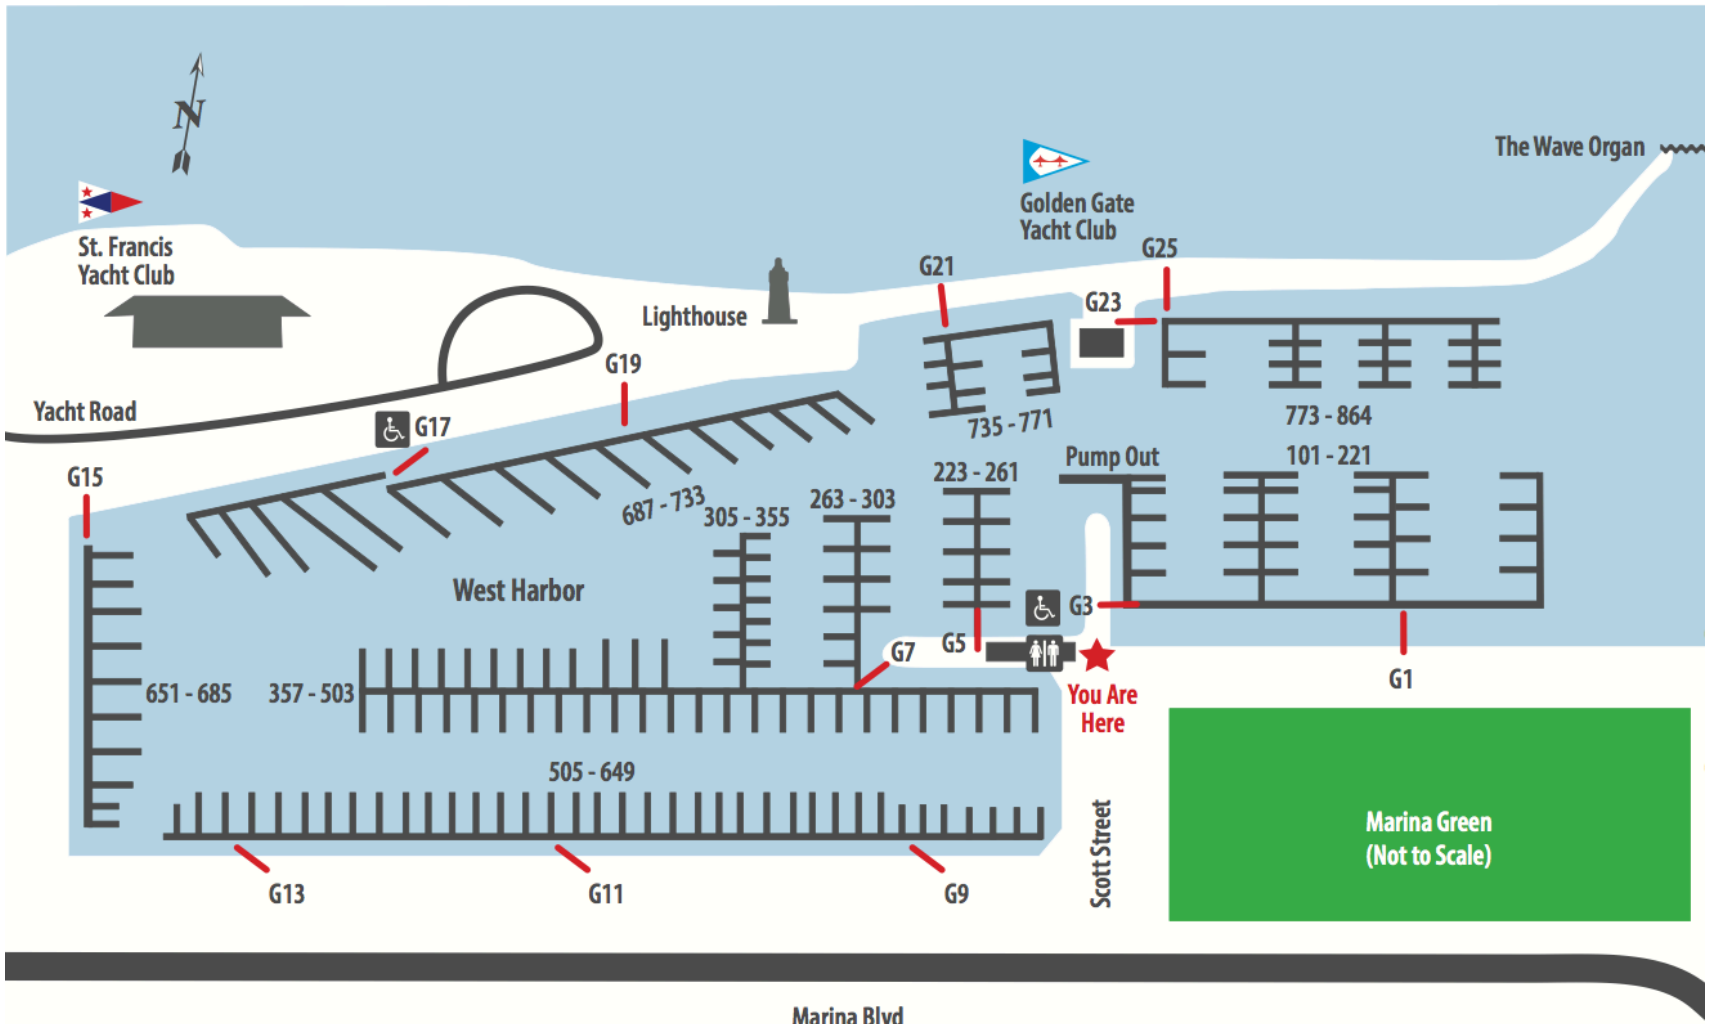 N
The Wave Organ
Golden Gate
Yacht Club
St. Francis
Yacht Club
G25
G21
G23
Lighthouse
G19
Yacht Road
G17
735 - 771
773 - 864
Pump Out
101 - 221
G15
223 - 261
263 - 303
687 - 733
305 - 355
West Harbor
G3
G5
G7
G1
651 - 685
357 - 503
You Are
Here
505 - 649
Scott Street
Marina Green
(Not to Scale)
G13
G11
G9
Marina Blvd